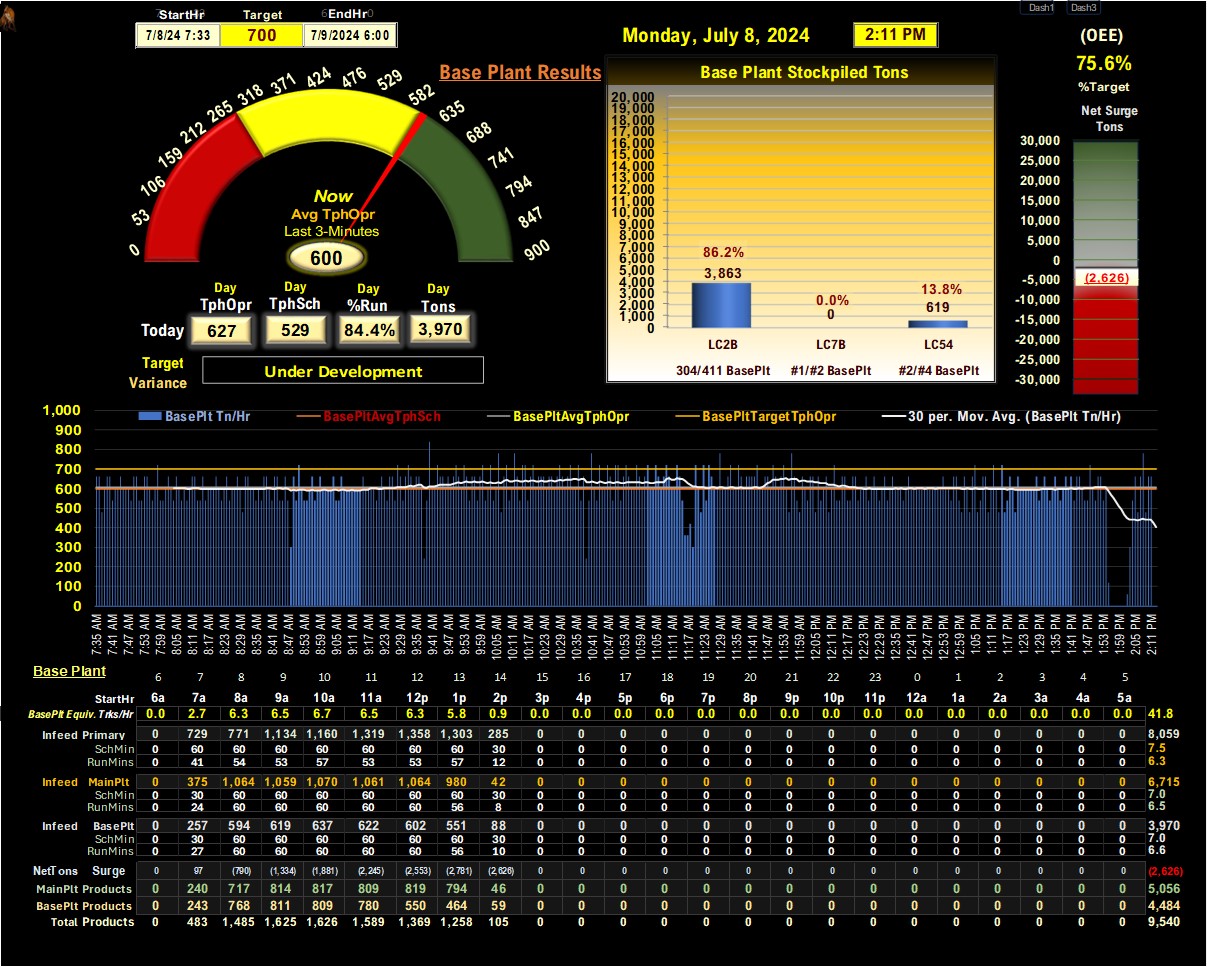 Dash1 Dash3
StartHr Target EndHr
7/8/24 7:33 700 7/9/2024 6:00
Monday, July 8, 2024 2:11 PM
(OEE)
75.6%
%Target
Net Surge
Tons
Base Plant Results
0 53 106 159 212 265 318 371 424 476 529 582 635 688 741 794 847 900
Now
Avg TphOpr
Last 3-Minutes
600
Day Day Day Day
TphOpr TphSch %Run Tons
Today 627 529 84.4% 3,970
Target
Variance
Under Development
Base Plant Stockpiled Tons
20,000
19,000
18,000
17,000
16,000
15,000
14,000
13,000
12,000
11,000
10,000
9,000
8,000
7,000
6,000
5,000
4,000
3,000
2,000
1,000
0
86.2% 0.0% 13.8%
3,863 0 619
LC2B LC7B LC54
304/411 BasePlt #1/#2 BasePlt #2/#4 BasePlt
30,000
25,000
20,000
15,000
10,000
5,000
0
-5,000
-10,000
-15,000
-20,000
-25,000
-30,000
(2,626)
BasePlt Tn/Hr BasePltAvgTphSch BasePltAvgTphOpr BasePltTargetTphOpr 30 per. Mov. Avg. (BasePlt Tn/Hr)
1,000
900
800
700
600
500
400
300
200
100
0
7:35 AM 7:41 AM 7:47 AM 7:53 AM 7:59 AM 8:05 AM 8:11 AM 8:17 AM 8:23 AM 8:29 AM 8:35 AM 8:41 AM 8:47 AM 8:53 AM 8:59 AM 9:05 AM 9:11 AM 9:17 AM 9:23 AM 9:29 AM 9:35 AM 9:41 AM 9:47 AM 9:53 AM 9:59 AM 10:05 AM 10:11 AM 10:17 AM 10:23 AM 10:29 AM 10:35 AM 10:41 AM 10:47 AM 10:53 AM 10:59 AM 11:05 AM 11:11 AM 11:17 AM 11:23 AM 11:29 AM 11:35 AM 11:41 AM 11:47 AM 11:53 AM 11:59 AM 12:05 PM 12:11 PM 12:17 PM 12:23 PM 12:29 PM 12:35 PM 12:41 PM 12:47 PM 12:53 PM 12:59 PM 1:05 PM 1:11 PM 1:17 PM 1:23 PM 1:29 PM 1:35 PM 1:41 PM 1:47 PM 1:53 PM 1:59 PM 2:05 PM 2:11 PM
Base Plant 6 7 8 9 10 11 12 13 14 15 16 17 18 19 20 21 22 23 0 1 2 3 4 5
StartHr 6a 7a 8a 9a 10a 11a 12p 1p 2p 3p 4p 5p 6p 7p 8p 9p 10p 11p 12a 1a 2a 3a 4a 5a
BasePlt Equiv. Trks/Hr 0.0 2.7 6.3 6.5 6.7 6.5 6.3 5.8 0.9 0.0 0.0 0.0 0.0 0.0 0.0 0.0 0.0 0.0 0.0 0.0 0.0 0.0 0.0 0.0 41.8
Infeed Primary 0 729 771 1,134 1,160 1,319 1,358 1,303 285 0 0 0 0 0 0 0 0 0 0 0 0 0 0 0 8,059
SchMin 0 60 60 60 60 60 60 60 30 0 0 0 0 0 0 0 0 0 0 0 0 0 0 0 7.5
RunMins 0 41 54 53 57 53 53 57 12 0 0 0 0 0 0 0 0 0 0 0 0 0 0 0 6.3
Infeed MainPlt 0 375 1,064 1,059 1,070 1,061 1,064 980 42 0 0 0 0 0 0 0 0 0 0 0 0 0 0 0 6,715
SchMin 0 30 60 60 60 60 60 60 30 0 0 0 0 0 0 0 0 0 0 0 0 0 0 0 7.0
RunMins 0 24 60 60 60 60 60 56 8 0 0 0 0 0 0 0 0 0 0 0 0 0 0 0 6.5
Infeed BasePlt 0 257 594 619 637 622 602 551 88 0 0 0 0 0 0 0 0 0 0 0 0 0 0 0 3,970
SchMin 0 30 60 60 60 60 60 60 30 0 0 0 0 0 0 0 0 0 0 0 0 0 0 0 7.0
RunMins 0 27 60 60 60 60 60 56 10 0 0 0 0 0 0 0 0 0 0 0 0 0 0 0 6.6
NetTons Surge 0 97 (790) (1,334) (1,881) (2,245) (2,553) (2,781) (2,626) 0 0 0 0 0 0 0 0 0 0 0 0 0 0 0 (2,626)
MainPlt Products 0 240 717 814 817 809 819 794 46 0 0 0 0 0 0 0 0 0 0 0 0 0 0 0 5,056
BasePlt Products 0 243 768 811 809 780 550 464 59 0 0 0 0 0 0 0 0 0 0 0 0 0 0 0 4,484
Total Products 0 483 1,485 1,625 1,626 1,589 1,369 1,258 105 0 0 0 0 0 0 0 0 0 0 0 0 0 0 0 9,540